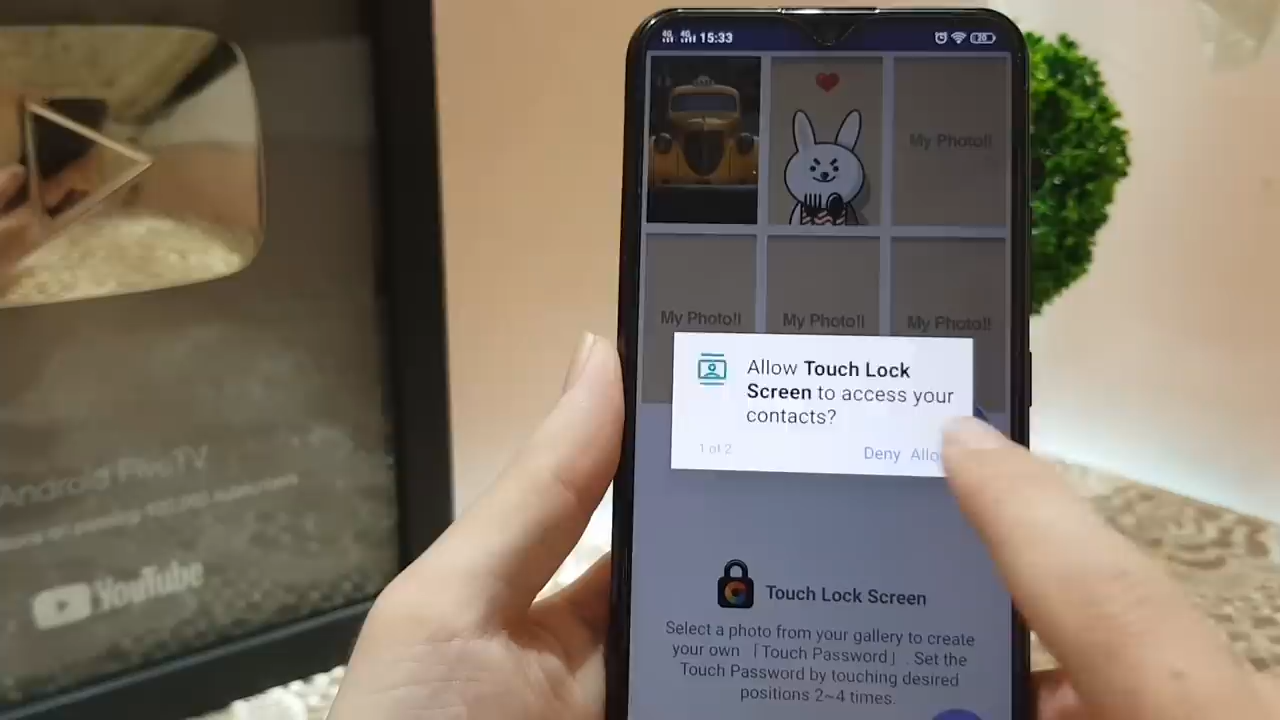 15:33
My Photo!!
My Photo!! My Photo!! My Photo!!
Allow Touch Lock
Screen to access your
contacts?
1 of 2
Deny Allo
Touch Lock Screen
Select a photo from your gallery to create
your own 「Touch Password」. Set the
Touch Password by touching desired
positions 2~4 times.
Android
YouTube